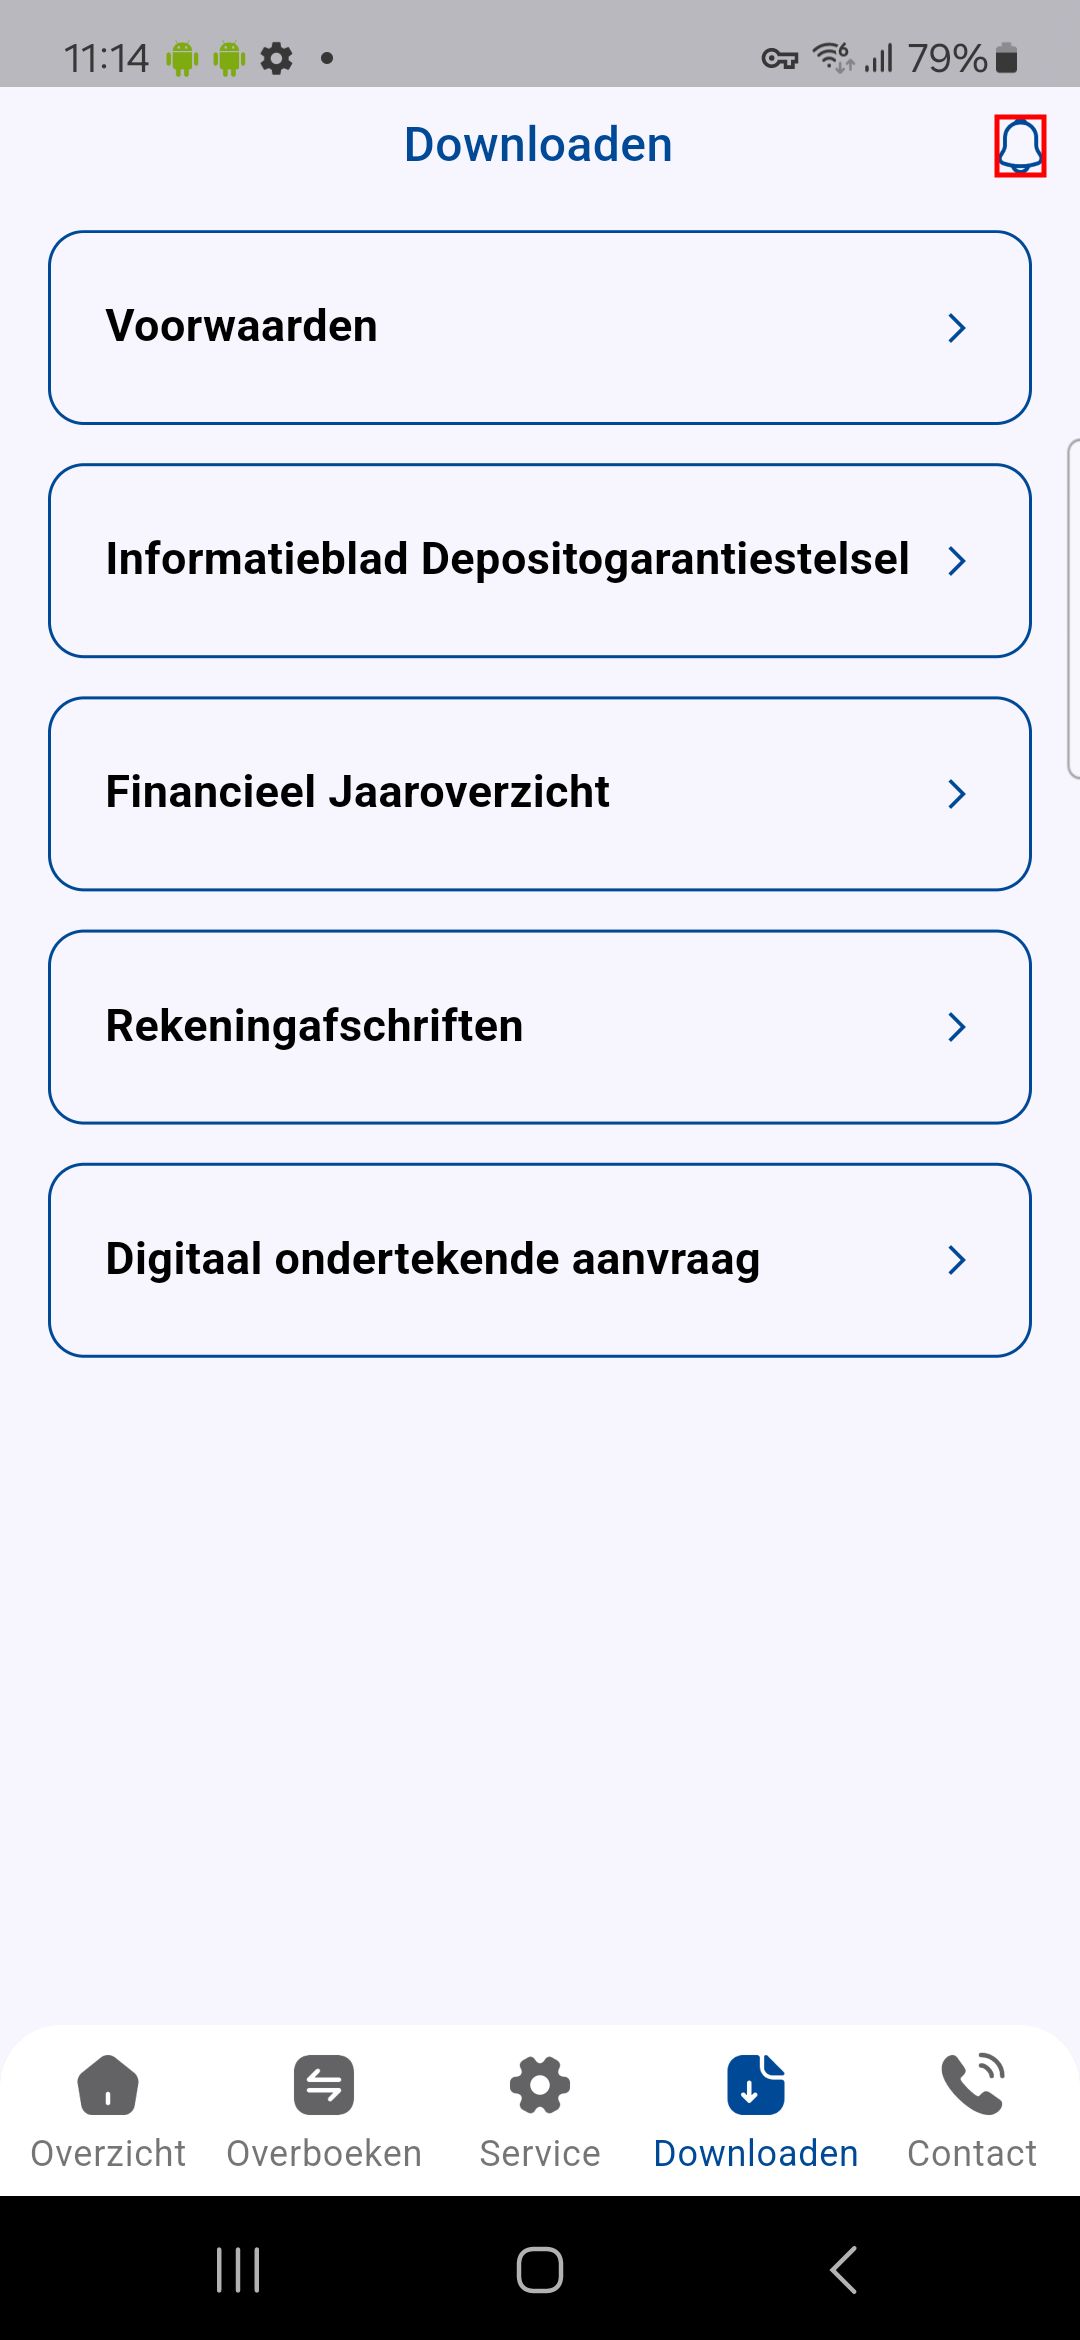 11:14
79%
Downloaden
Voorwaarden
Informatieblad Depositogarantiestelsel
Financieel Jaaroverzicht
Rekeningafschriften
Digitaal ondertekende aanvraag
Overzicht Overboeken Service Downloaden Contact